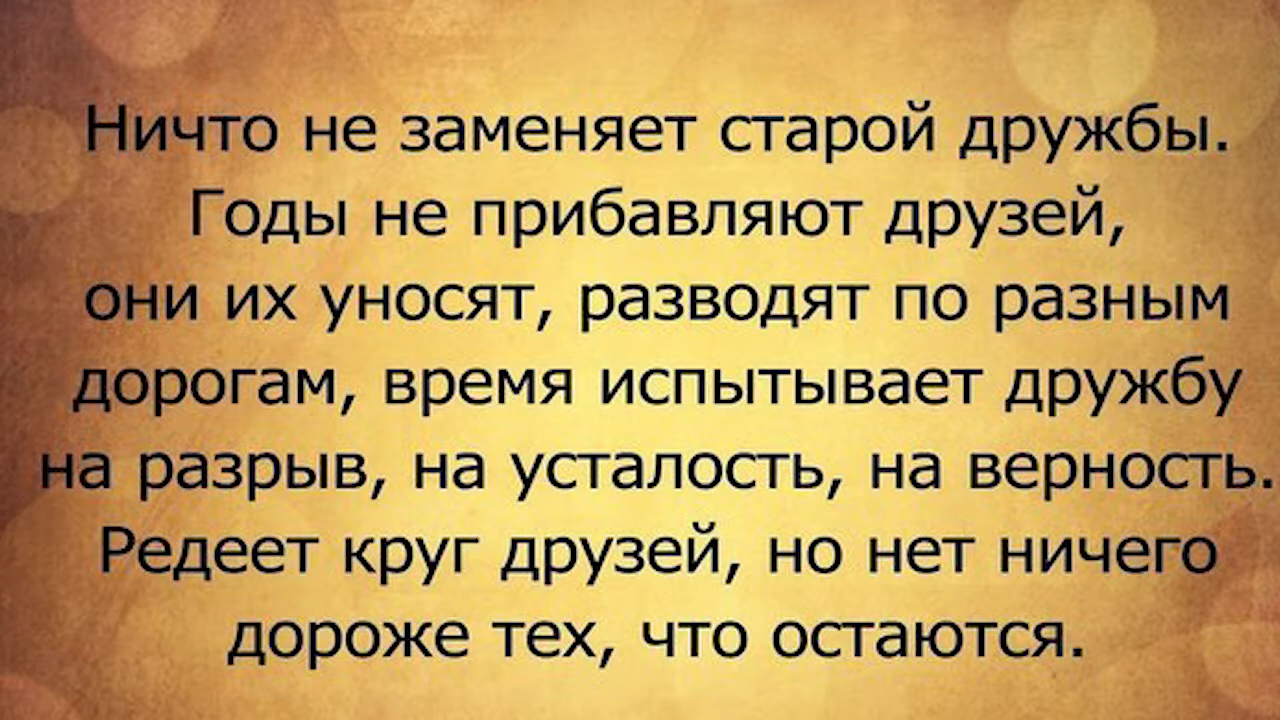 Ничто не заменяет старой дружбы.
Годы не прибавляют друзей,
они их уносят, разводят по разным
дорогам, время испытывает дружбу
на разрыв, на усталость, на верность.
Редеет круг друзей, но нет ничего
дороже тех, что остаются.